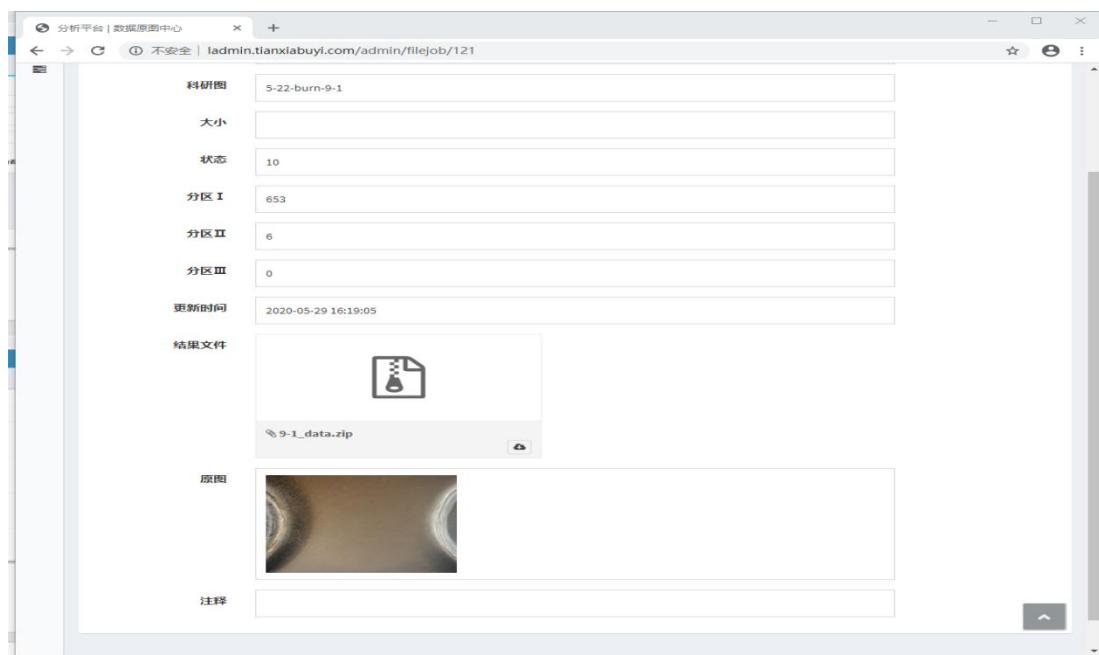 分析平台 | 数据原图中心
不安全 | ladmin.tianxiabuyi.com/admin/filejob/121
科研图
5-22-burn-9-1
大小
状态
10
分区 I
653
分区 II
6
分区 III
0
更新时间
2020-05-29 16:19:05
结果文件
9-1_data.zip
原图
注释